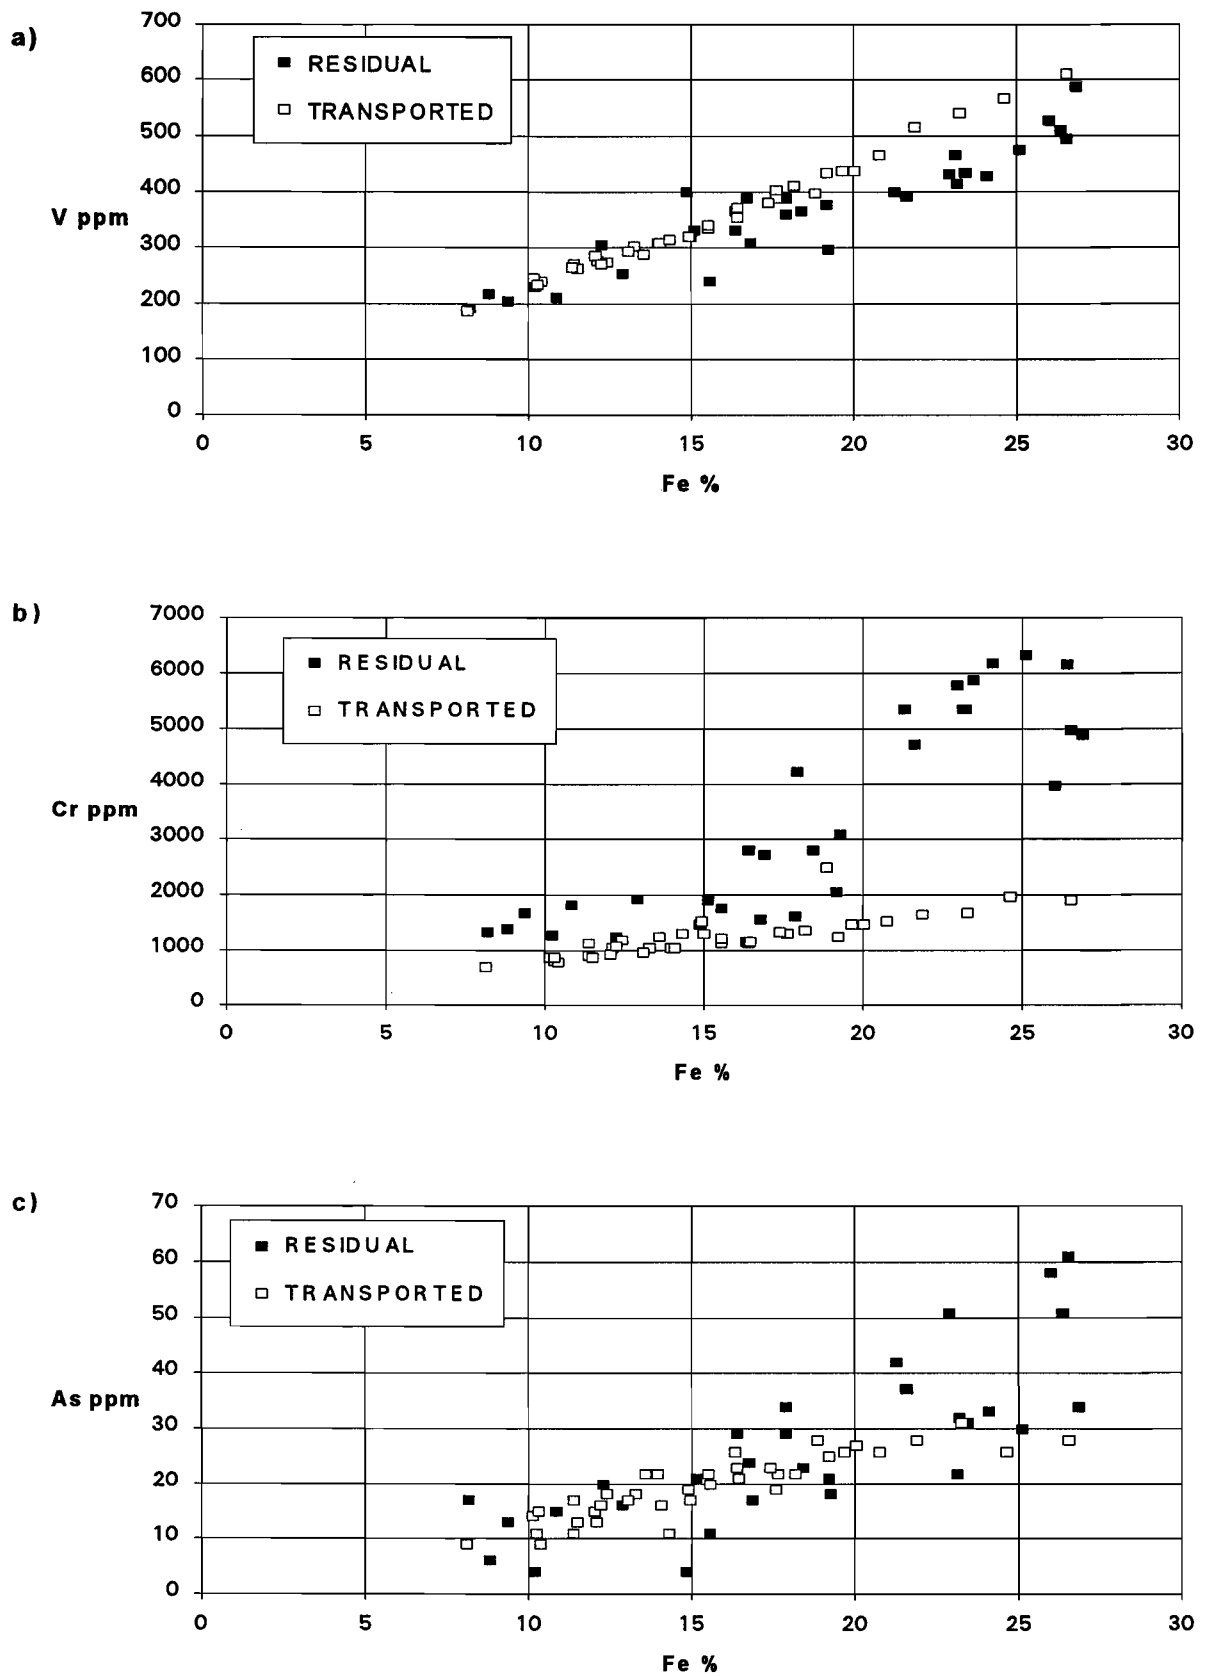 a)
700
600
500
400
300
200
100
0
V ppm
RESIDUAL
TRANSPORTED
0 5 10 15 20 25 30
Fe %
b)
7000
6000
5000
4000
3000
2000
1000
0
Cr ppm
RESIDUAL
TRANSPORTED
0 5 10 15 20 25 30
Fe %
c)
70
60
50
40
30
20
10
0
As ppm
RESIDUAL
TRANSPORTED
0 5 10 15 20 25 30
Fe %